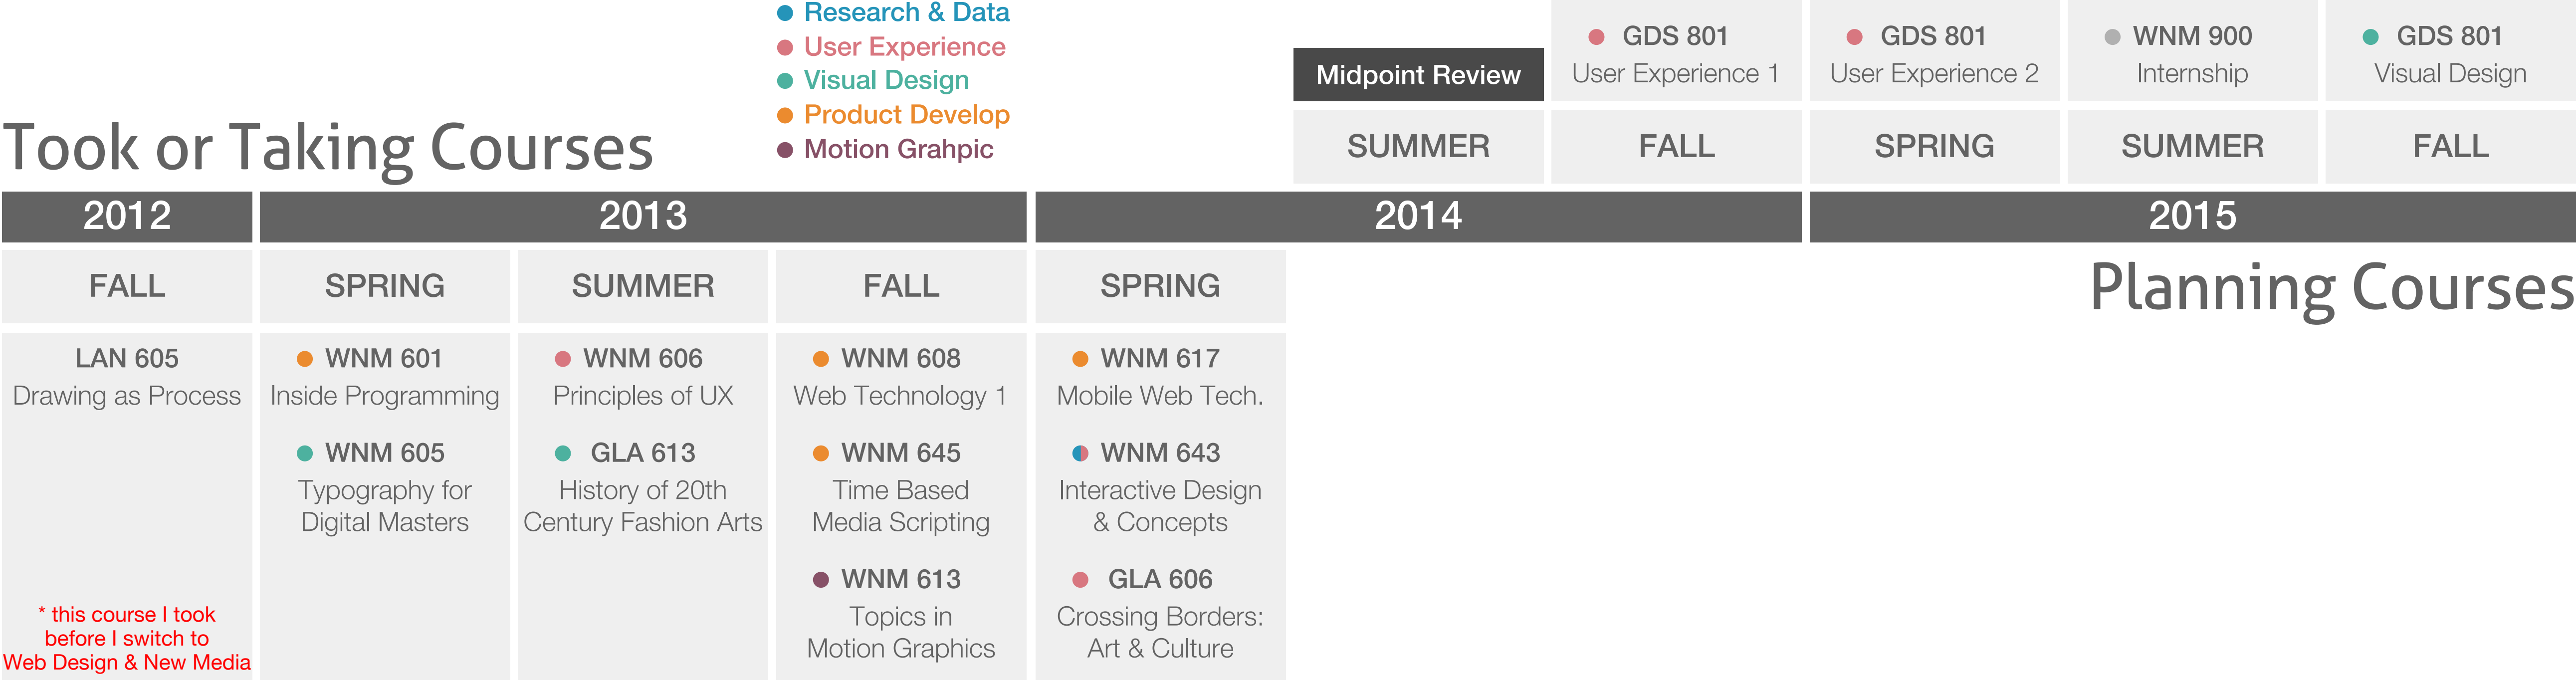 Research & Data
User Experience
Visual Design
Product Develop
Motion Grahpic
Took or Taking Courses
Midpoint Review
SUMMER
GDS 801
User Experience 1
FALL
GDS 801
User Experience 2
SPRING
WNM 900
Internship
SUMMER
GDS 801
Visual Design
FALL
2012
2013
2014
2015
Planning Courses
FALL
LAN 605
Drawing as Process
* this course I took
before I switch to
Web Design & New Media
SPRING
WNM 601
Inside Programming
WNM 605
Typography for
Digital Masters
SUMMER
WNM 606
Principles of UX
GLA 613
History of 20th
Century Fashion Arts
FALL
WNM 608
Web Technology 1
WNM 645
Time Based
Media Scripting
WNM 613
Topics in
Motion Graphics
SPRING
WNM 617
Mobile Web Tech.
WNM 643
Interactive Design
& Concepts
GLA 606
Crossing Borders:
Art & Culture